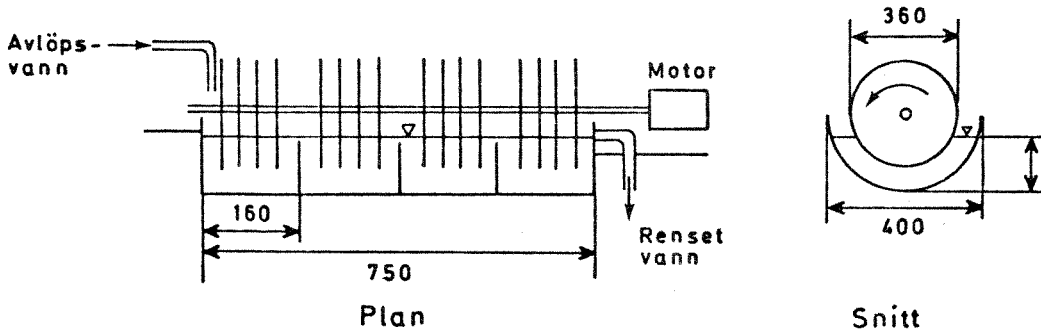 Avlöps-
vann
Motor
160
750
Renset
vann
Plan
360
400
Snitt